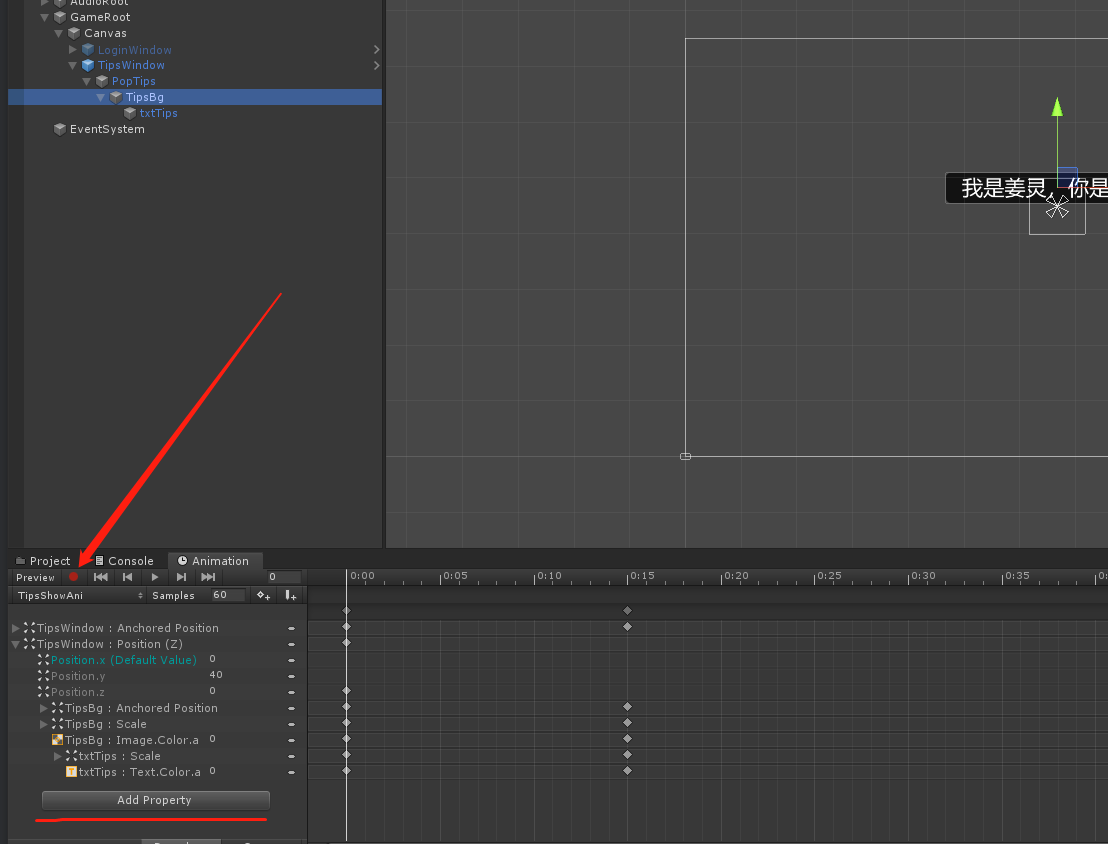 AudioRoot
GameRoot
Canvas
LoginWindow
TipsWindow
PopTips
TipsBg
txtTips
EventSystem
我是姜灵，你是
Project
Console
Animation
Preview
0
0:00
0:05
0:10
0:15
0:20
0:25
0:30
0:35
TipsShowAni
Samples
60
TipsWindow : Anchored Position
TipsWindow : Position (Z)
Position.x (Default Value) 0
Position.y 40
Position.z 0
TipsBg : Anchored Position
TipsBg : Scale
TipsBg : Image.Color.a 0
txtTips : Scale
txtTips : Text.Color.a 0
Add Property